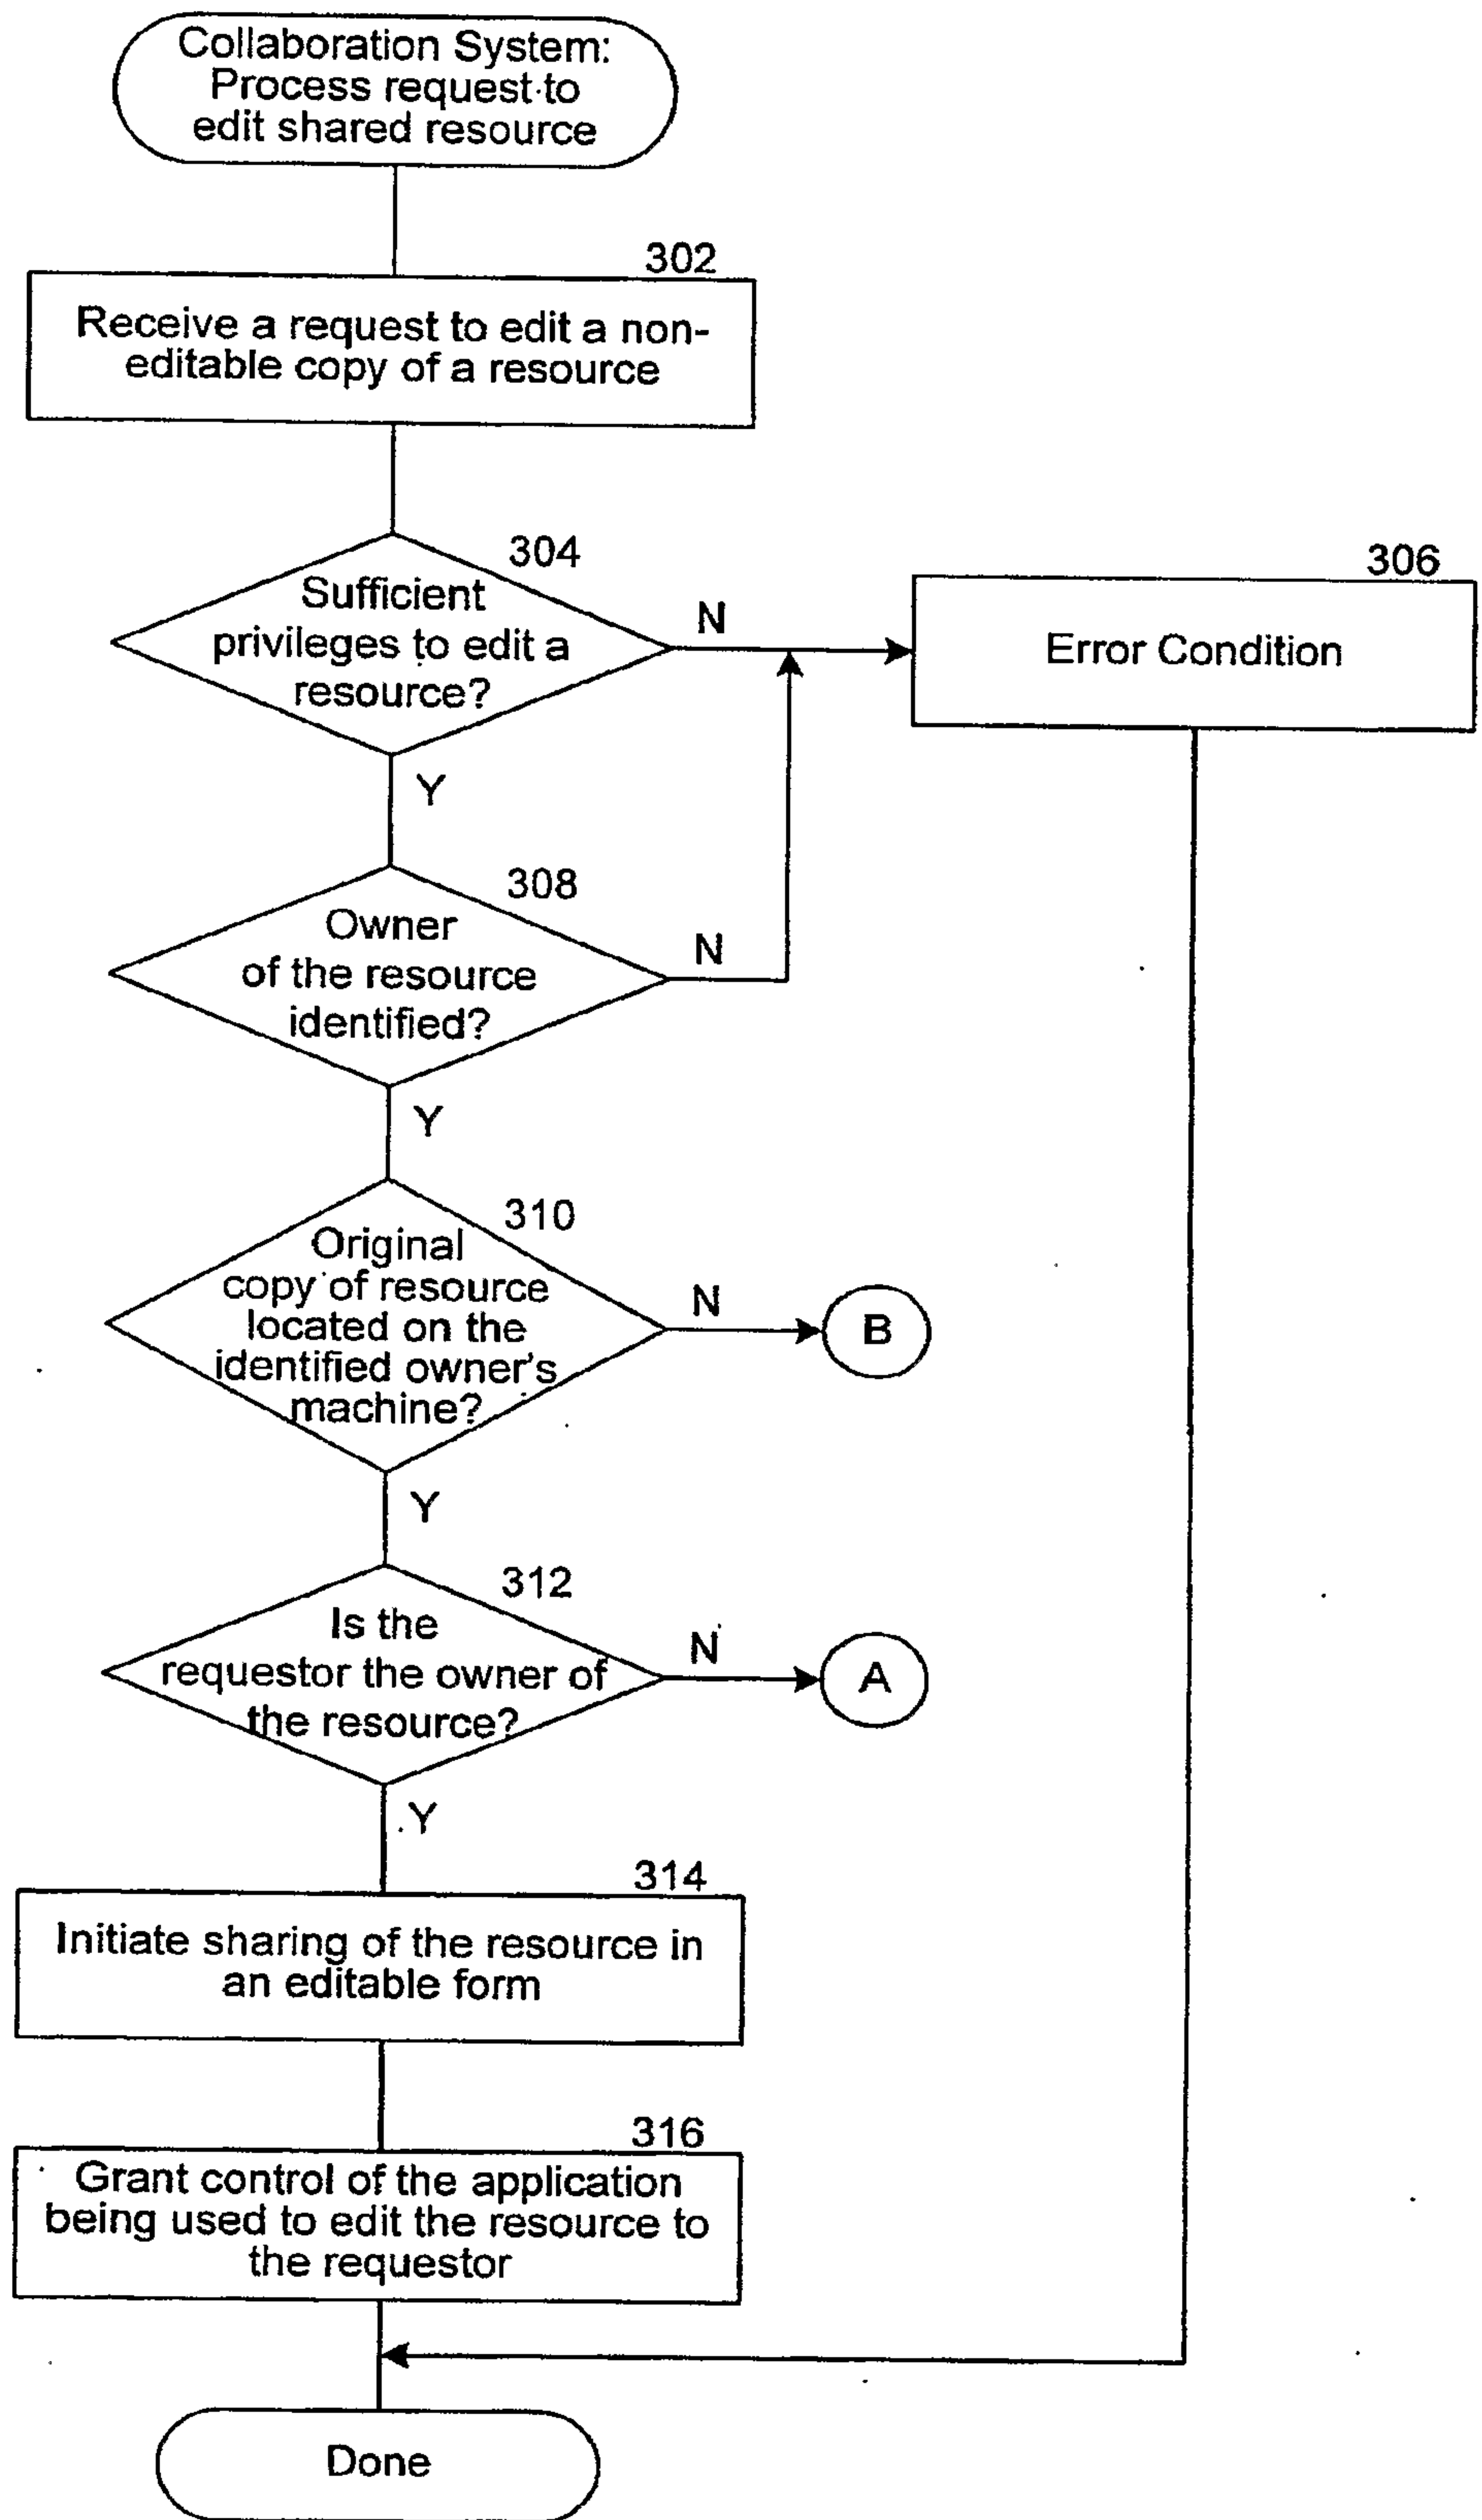 Collaboration System:
Process request to
edit shared resource
302
Receive a request to edit a non-
editable copy of a resource
304
Sufficient
privileges to edit a
resource?
N
306
Error Condition
Y
308
Owner
of the resource
identified?
N
Y
310
Original
copy of resource
located on the
identified owner's
machine?
N
B
Y
312
Is the
requestor the owner of
the resource?
N
A
Y
314
Initiate sharing of the resource in
an editable form
316
Grant control of the application
being used to edit the resource to
the requestor
Done